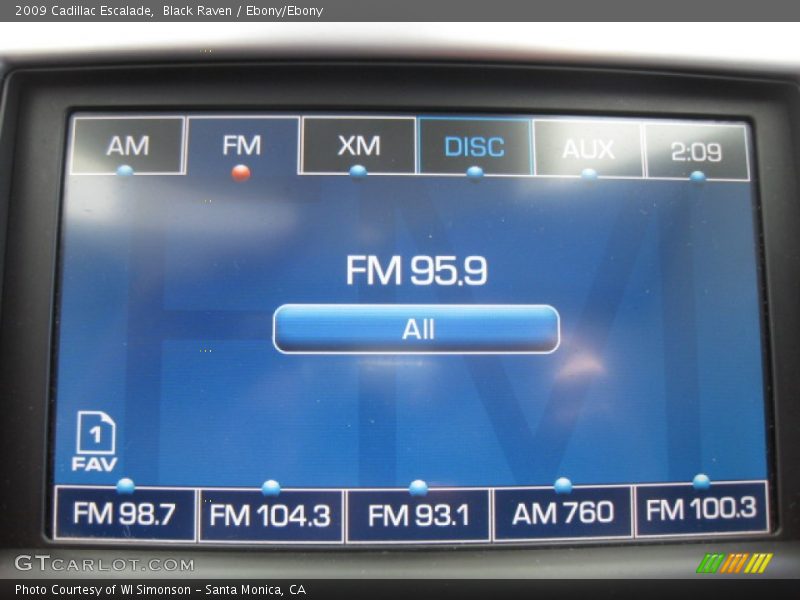 2009 Cadillac Escalade, Black Raven / Ebony/Ebony
AM FM XM DISC AUX 2:09
FM 95.9
All
1
FAV
FM 98.7 FM 104.3 FM 93.1 AM 760 FM 100.3
GTCARLOT.COM
Photo Courtesy of WI Simonson - Santa Monica, CA